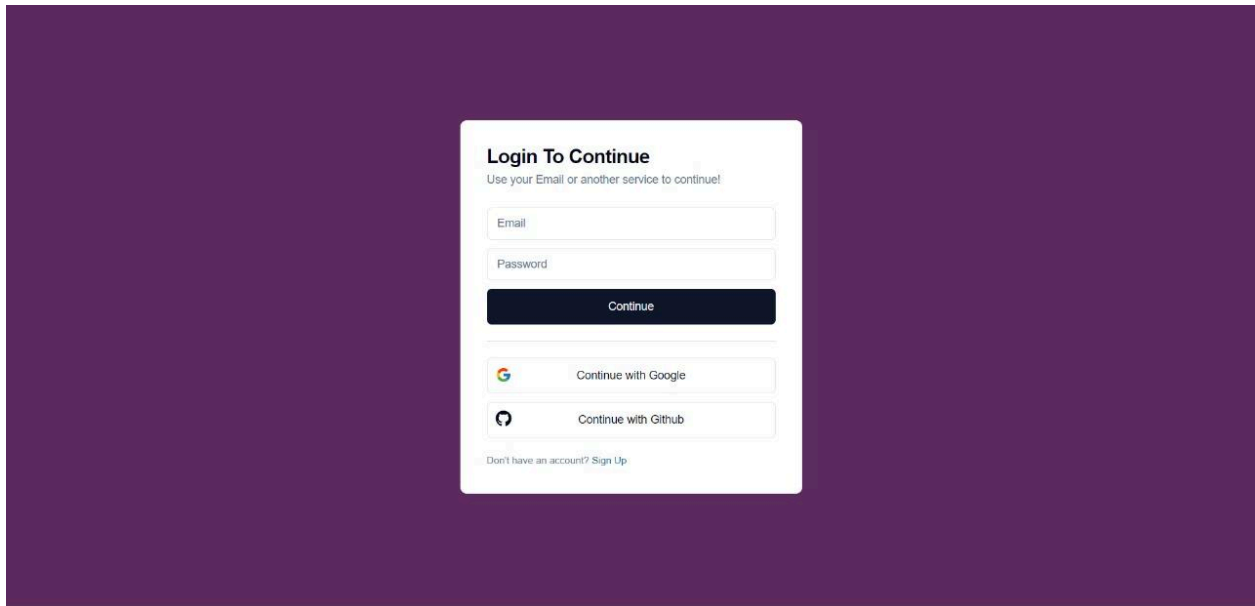 Login To Continue
Use your Email or another service to continue!
Email
Password
Continue
Continue with Google
Continue with Github
Don't have an account? Sign Up